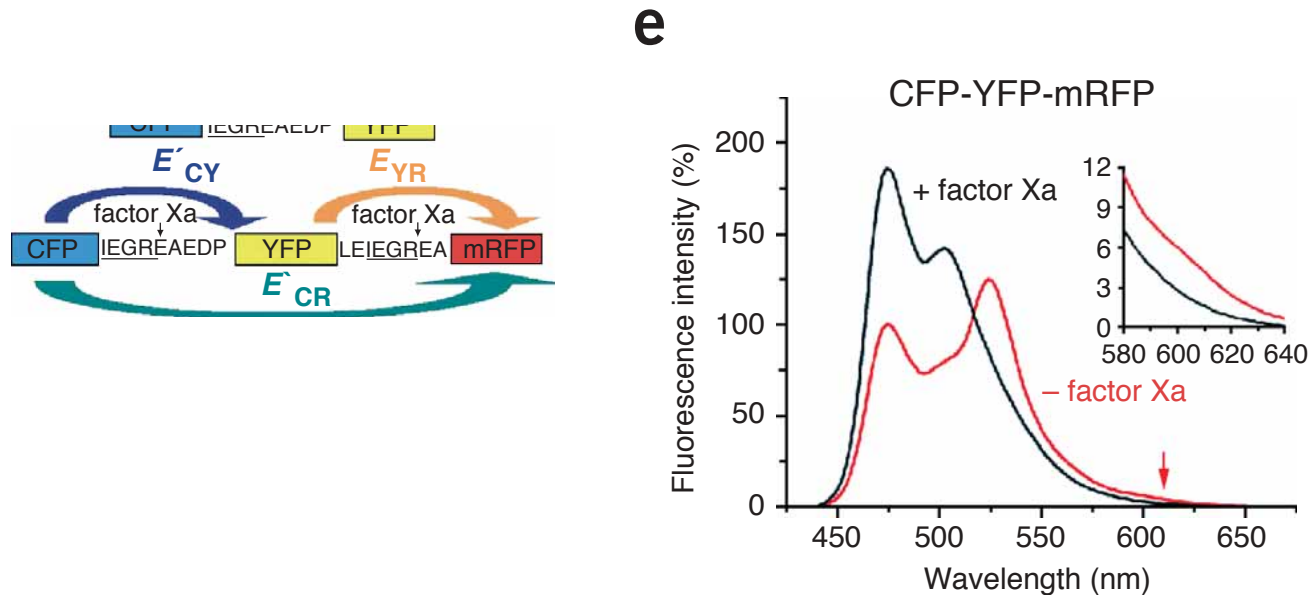 e
CFP IEGREAEDP YFP
E´CY EYR
factor Xa factor Xa
CFP IEGREAEDP YFP LEIEGREA mRFP
E`CR
CFP-YFP-mRFP
Fluorescence intensity (%)
200
150
100
50
0
+ factor Xa
– factor Xa
12
9
6
3
0
580 600 620 640
450 500 550 600 650
Wavelength (nm)